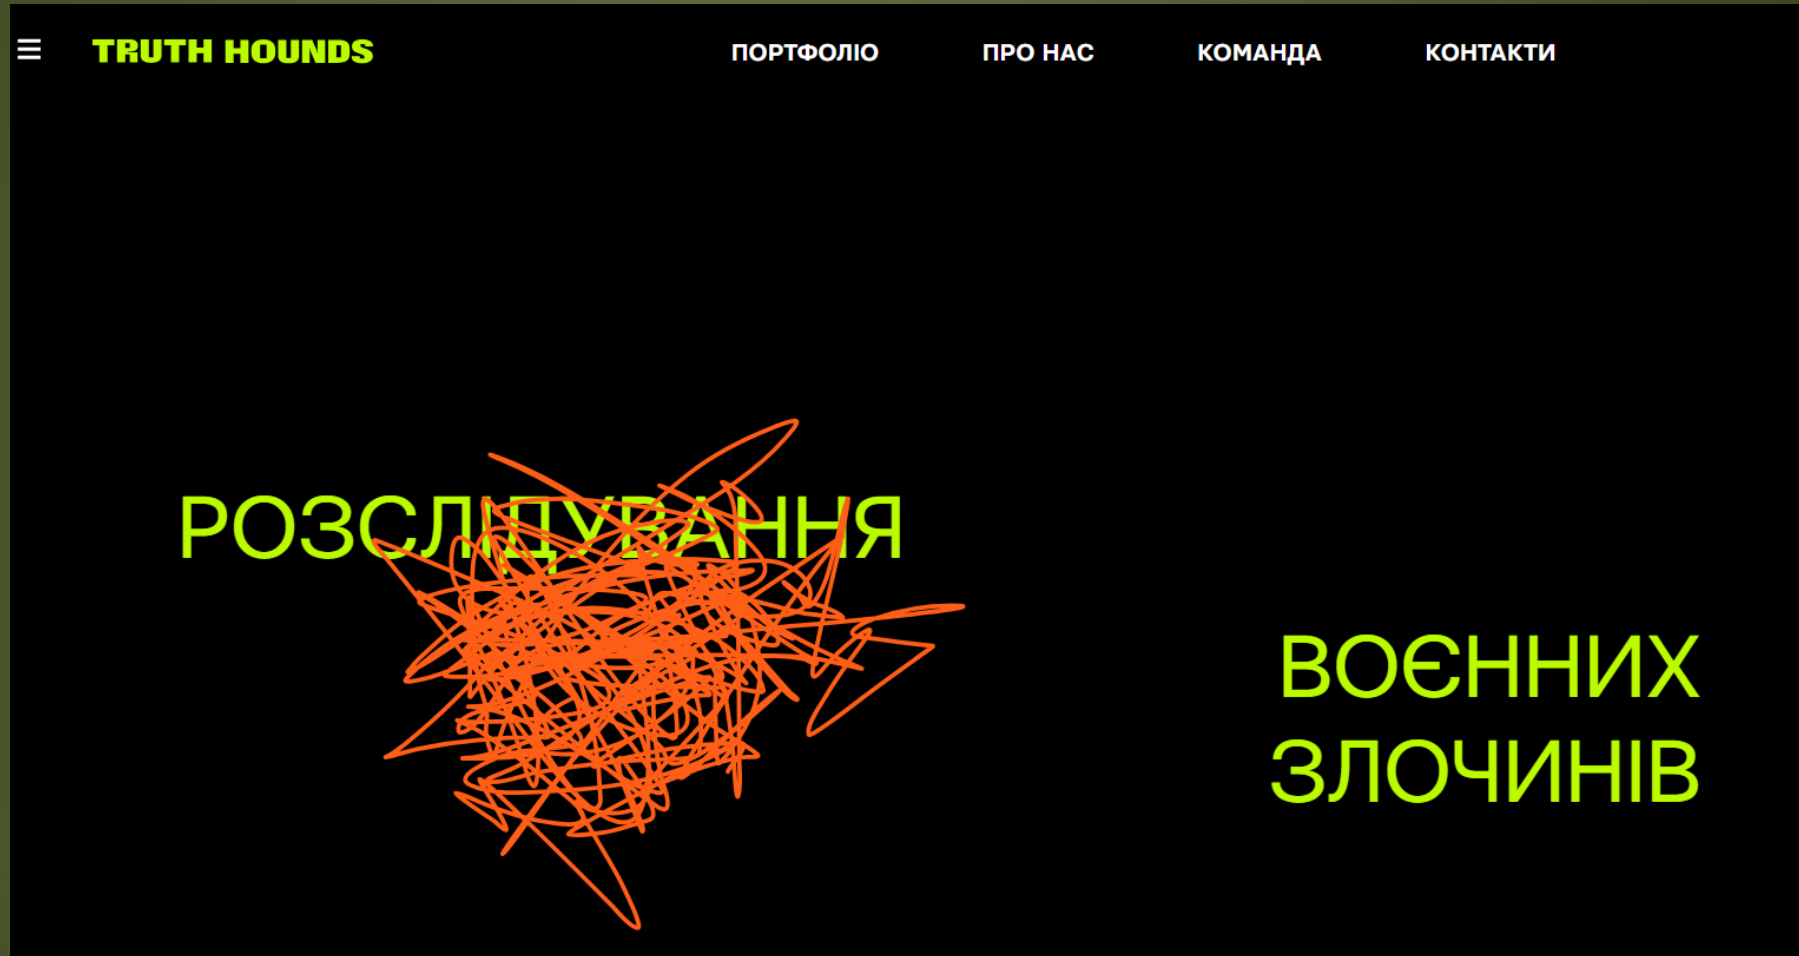 TRUTH HOUNDS
ПОРТФОЛІО ПРО НАС КОМАНДА КОНТАКТИ
РОЗСЛІДУВАННЯ
ВОЄННИХ
ЗЛОЧИНІВ